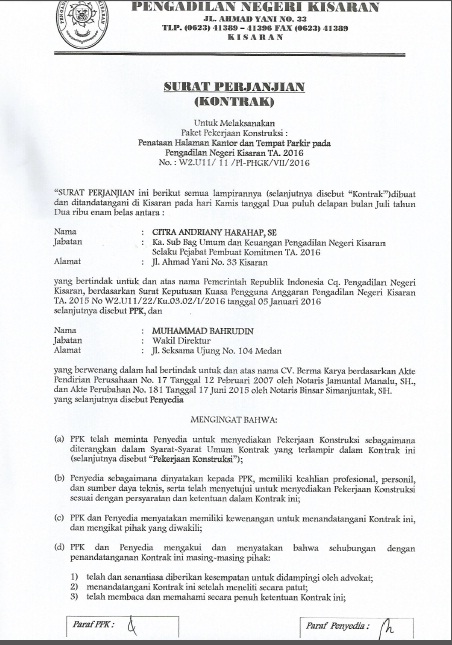 PENGADILAN NEGERI KISARAN
JL. AHMAD YANI NO. 33
TLP. (0623) 41389 – 41396 FAX (0623) 41389
K I S A R A N
SURAT PERJANJIAN
(KONTRAK)
Untuk Melaksanakan
Paket Pekerjaan Konstruksi :
Penataan Halaman Kantor dan Tempat Parkir pada
Pengadilan Negeri Kisaran TA. 2016
No. : W2.U11/ 11 /Pl-PHGK/VII/2016
"SURAT PERJANJIAN ini berikut semua lampirannya (selanjutnya disebut "Kontrak")dibuat
dan ditandatangani di Kisaran pada hari Kamis tanggal Dua puluh delapan bulan Juli tahun
Dua ribu enam belas antara :
Nama : CITRA ANDRIANY HARAHAP, SE
Jabatan : Ka. Sub Bag Umum dan Keuangan Pengadilan Negeri Kisaran
Selaku Pejabat Pembuat Komitmen TA. 2016
Alamat : Jl. Ahmad Yani No. 33 Kisaran
yang bertindak untuk dan atas nama Pemerintah Republik Indonesia Cq. Pengadilan Negeri
Kisaran, berdasarkan Surat Keputusan Kuasa Pengguna Anggaran Pengadilan Negeri Kisaran
TA. 2015 No W2.U11/22/Ku.03.02/I/2016 tanggal 05 Januari 2016
selanjutnya disebut PPK, dan
Nama : MUHAMMAD BAHRUDIN
Jabatan : Wakil Direktur
Alamat : Jl. Seksama Ujung No. 104 Medan
yang berwenang dalam hal bertindak untuk dan atas nama CV. Berma Karya berdasarkan Akte
Pendirian Perusahaan No. 17 Tanggal 12 Pebruari 2007 oleh Notaris Jamuntal Manalu, SH.,
dan Akte Perubahan No. 181 Tanggal 17 Juni 2015 oleh Notaris Binsar Simanjuntak, SH.
yang selanjutnya disebut Penyedia
MENGINGAT BAHWA:
(a) PPK telah meminta Penyedia untuk menyediakan Pekerjaan Konstruksi sebagaimana
diterangkan dalam Syarat-Syarat Umum Kontrak yang terlampir dalam Kontrak ini
(selanjutnya disebut "Pekerjaan Konstruksi");
(b) Penyedia sebagaimana dinyatakan kepada PPK, memiliki keahlian profesional, personil,
dan sumber daya teknis, serta telah menyetujui untuk menyediakan Pekerjaan Konstruksi
sesuai dengan persyaratan dan ketentuan dalam Kontrak ini;
(c) PPK dan Penyedia menyatakan memiliki kewenangan untuk menandatangani Kontrak ini,
dan mengikat pihak yang diwakili;
(d) PPK dan Penyedia mengakui dan menyatakan bahwa sehubungan dengan
penandatanganan Kontrak ini masing-masing pihak:
1) telah dan senantiasa diberikan kesempatan untuk didampingi oleh advokat;
2) menandatangani Kontrak ini setelah meneliti secara patut;
3) telah membaca dan memahami secara penuh ketentuan Kontrak ini;
Paraf PPK :
Paraf Penyedia :